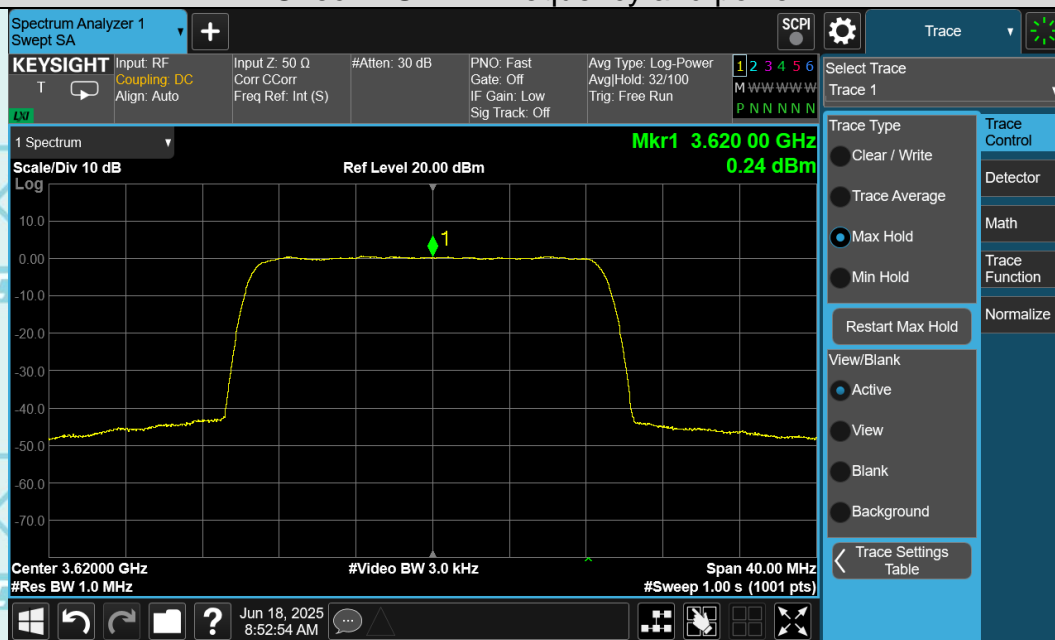 Spectrum Analyzer 1
Swept SA
+
SCPI
Trace
KEYSIGHT
T
LXI
Input: RF
Coupling: DC
Align: Auto
Input Z: 50 Ω
Corr CCorr
Freq Ref: Int (S)
#Atten: 30 dB
PNO: Fast
Gate: Off
IF Gain: Low
Sig Track: Off
Avg Type: Log-Power
Avg|Hold: 32/100
Trig: Free Run
1 2 3 4 5 6
M W W W W W
P N N N N N
Select Trace
Trace 1
1 Spectrum
Scale/Div 10 dB
Ref Level 20.00 dBm
Mkr1 3.620 00 GHz
0.24 dBm
Log
10.0
0.00
-10.0
-20.0
-30.0
-40.0
-50.0
-60.0
-70.0
1
Center 3.62000 GHz
#Res BW 1.0 MHz
#Video BW 3.0 kHz
Span 40.00 MHz
#Sweep 1.00 s (1001 pts)
Trace Type
Clear / Write
Trace Average
Max Hold
Min Hold
Restart Max Hold
View/Blank
Active
View
Blank
Background
Trace Settings
Table
Trace
Control
Detector
Math
Trace
Function
Normalize
?
Jun 18, 2025
8:52:54 AM